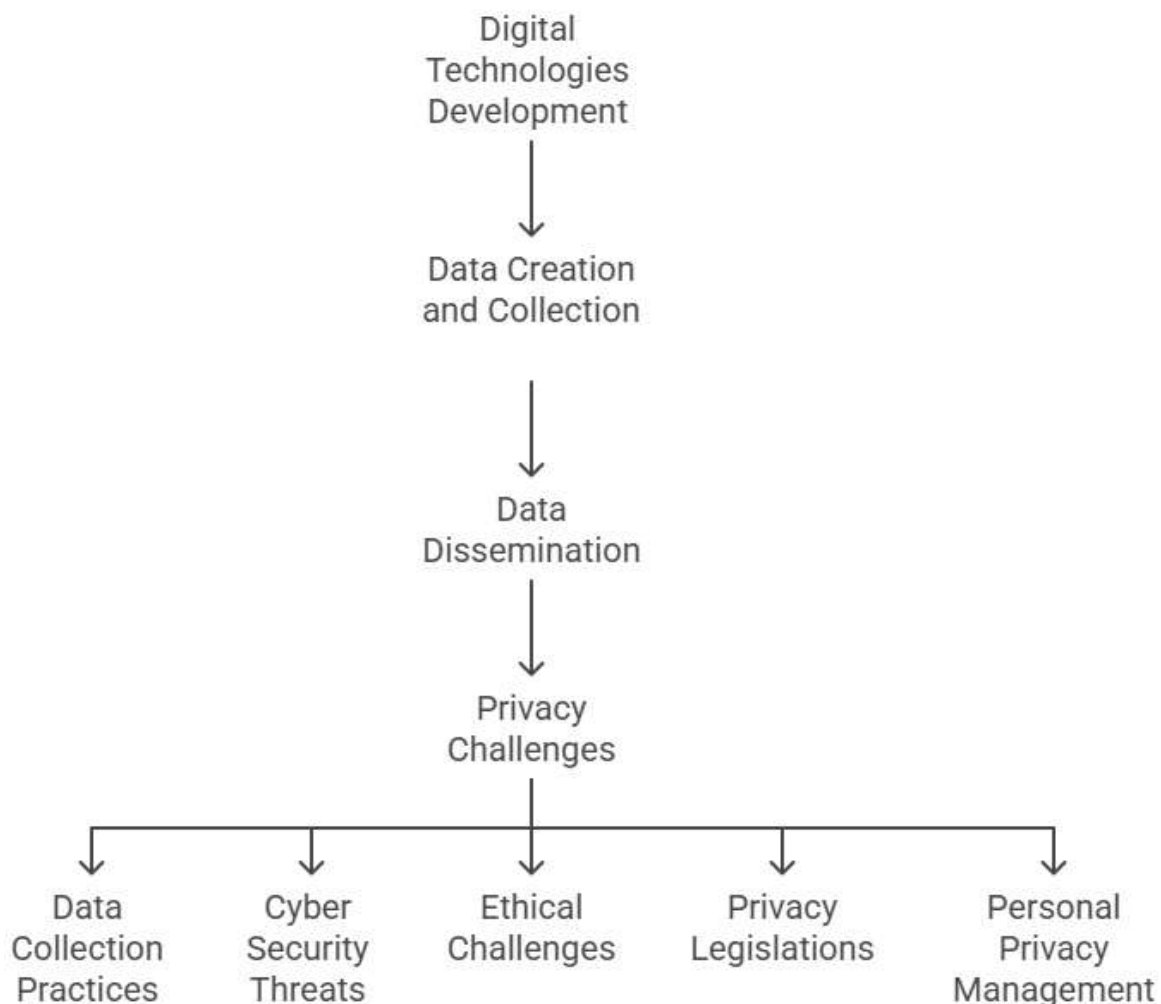 Digital
Technologies
Development
Data Creation
and Collection
Data
Dissemination
Privacy
Challenges
Data
Collection
Practices
Cyber
Security
Threats
Ethical
Challenges
Privacy
Legislations
Personal
Privacy
Management